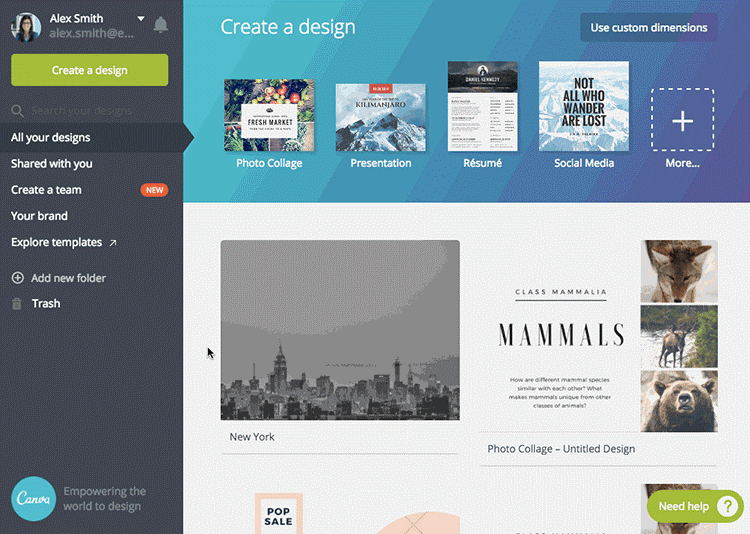 Alex Smith
alex.smith@e...
Create a design
Search your designs
All your designs
Shared with you
Create a team
NEW
Your brand
Explore templates
Add new folder
Trash
Canva
Empowering the
world to design
Create a design
Use custom dimensions
FRESH MARKET
KILIMANJARO
DANIEL KENNEDY
NOT
ALL WHO
WANDER
ARE LOST
Photo Collage
Presentation
Résumé
Social Media
More...
New York
CLASS MAMMALIA
MAMMALS
How are different mammal species
similar with each other? What
makes mammals unique from other
classes of animals?
Photo Collage – Untitled Design
POP
SALE
Need help
?